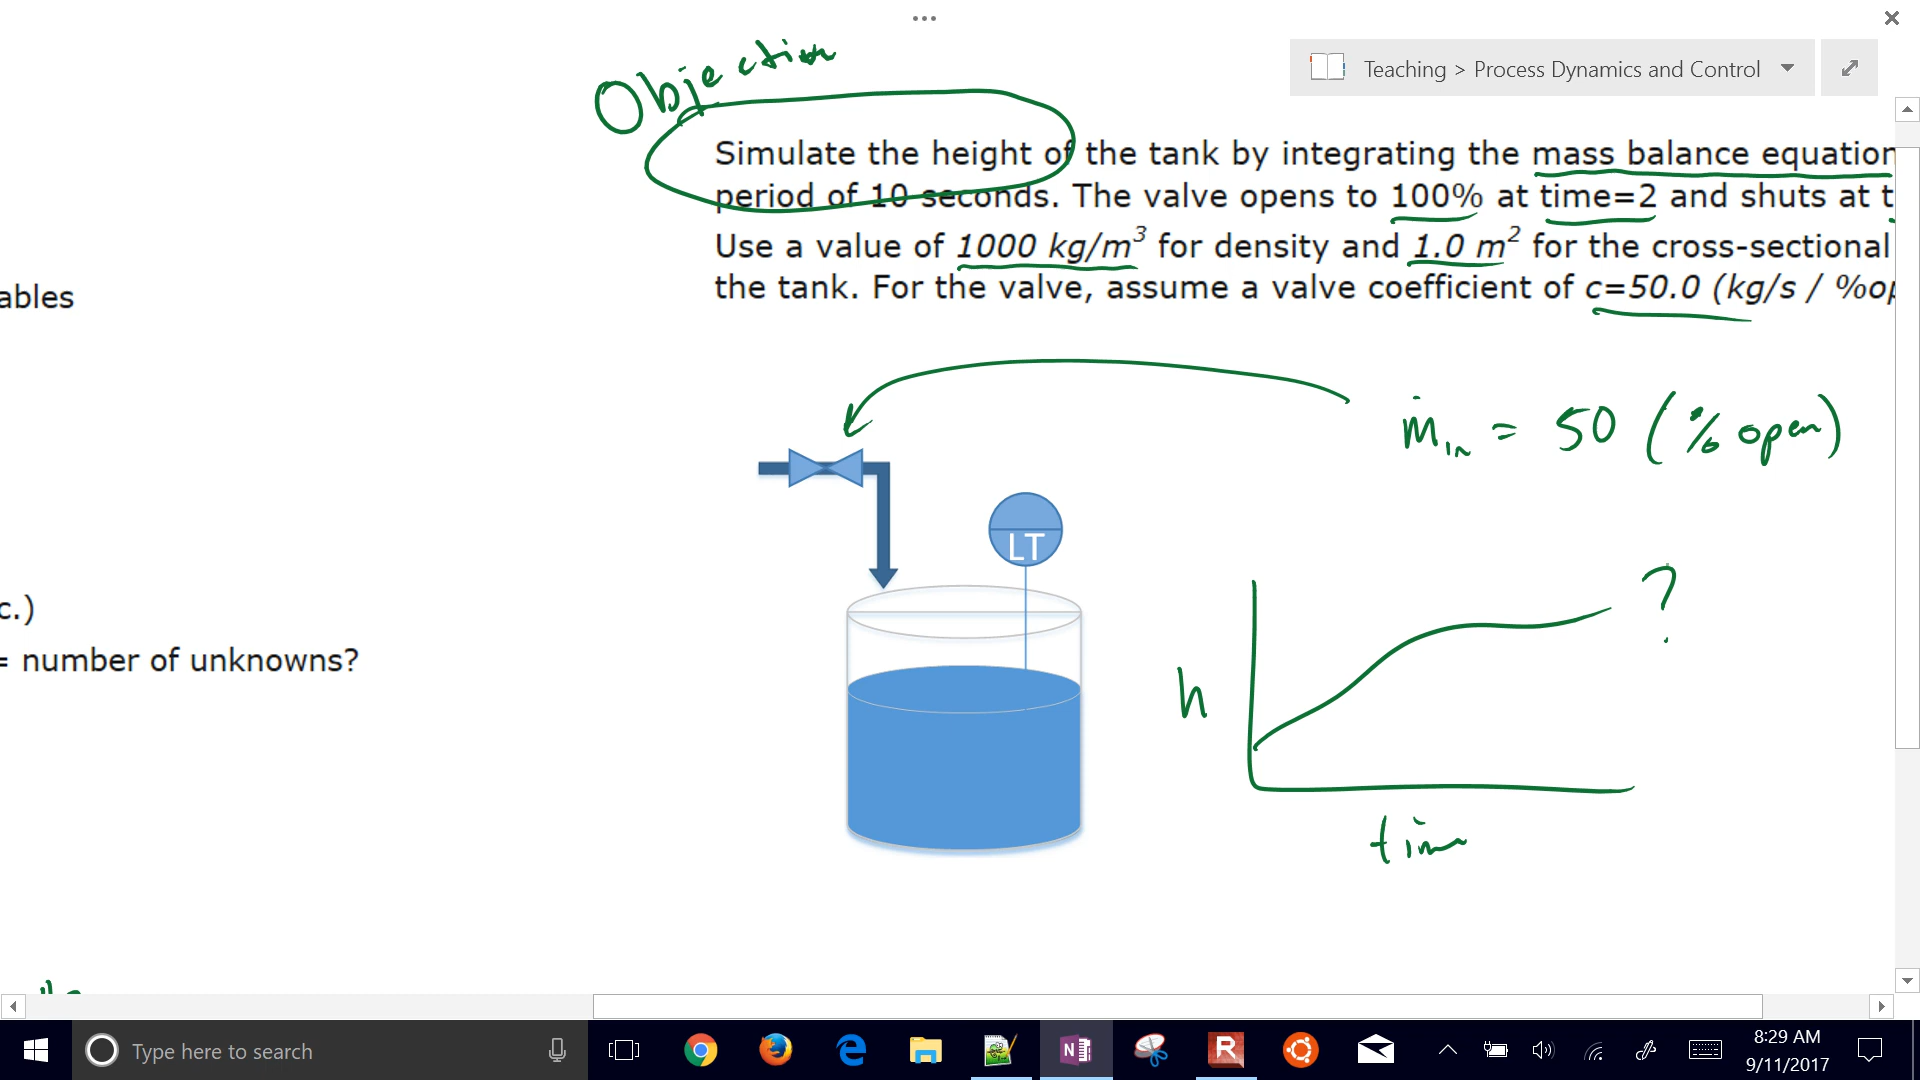 Teaching > Process Dynamics and Control
Objective
Simulate the height of the tank by integrating the mass balance equation
period of 10 seconds. The valve opens to 100% at time=2 and shuts at t
Use a value of 1000 kg/m³ for density and 1.0 m² for the cross-sectional
the tank. For the valve, assume a valve coefficient of c=50.0 (kg/s / %op
ables
ṁin = 50 (% open)
LT
?
c.)
= number of unknowns?
h
time
Type here to search
8:29 AM
9/11/2017